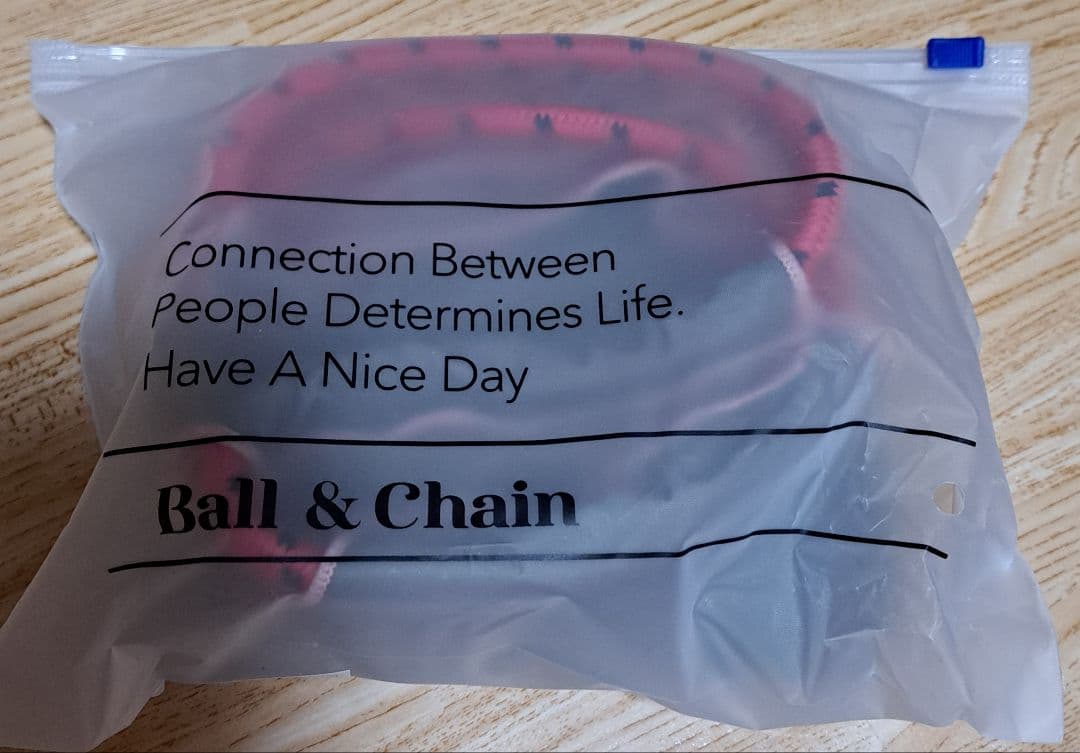 Connection Between
People Determines Life.
Have A Nice Day
Ball & Chain